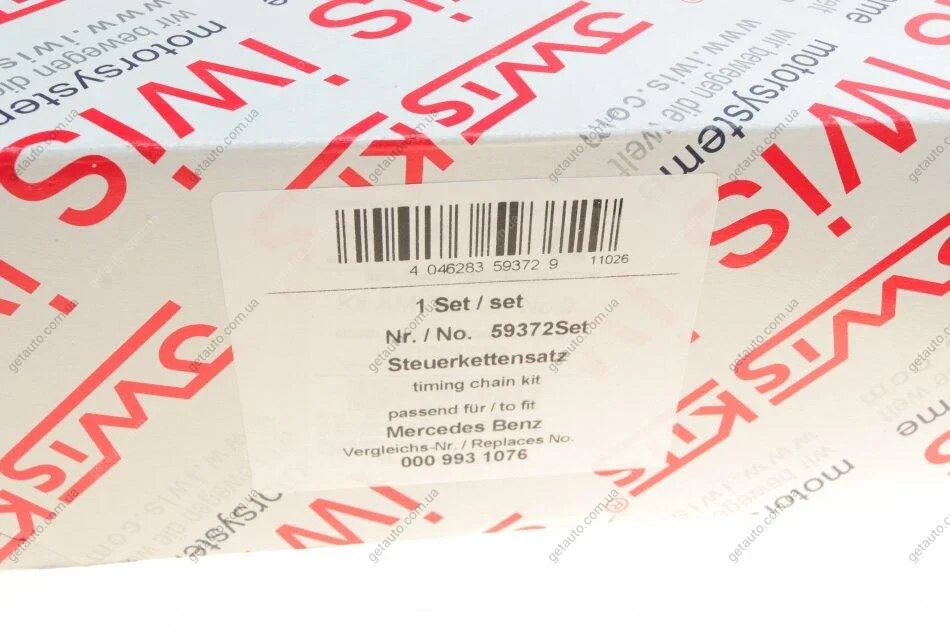 JWIS KETTEN
iwis
motorsysteme
wir bewegen die welt
www.iwis.com
4 046283 59372 9
11026
1 Set / set
Nr. / No. 59372Set
Steuerkettensatz
timing chain kit
passend für / to fit
Mercedes Benz
Vergleichs-Nr. / Replaces No.
000 993 1076
getauto.com.ua